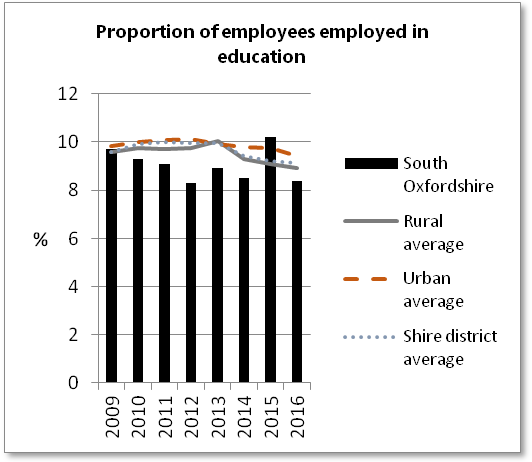 Proportion of employees employed in
education
12
10
8
6
4
2
0
%
2009
2010
2011
2012
2013
2014
2015
2016
South
Oxfordshire
Rural
average
Urban
average
Shire district
average